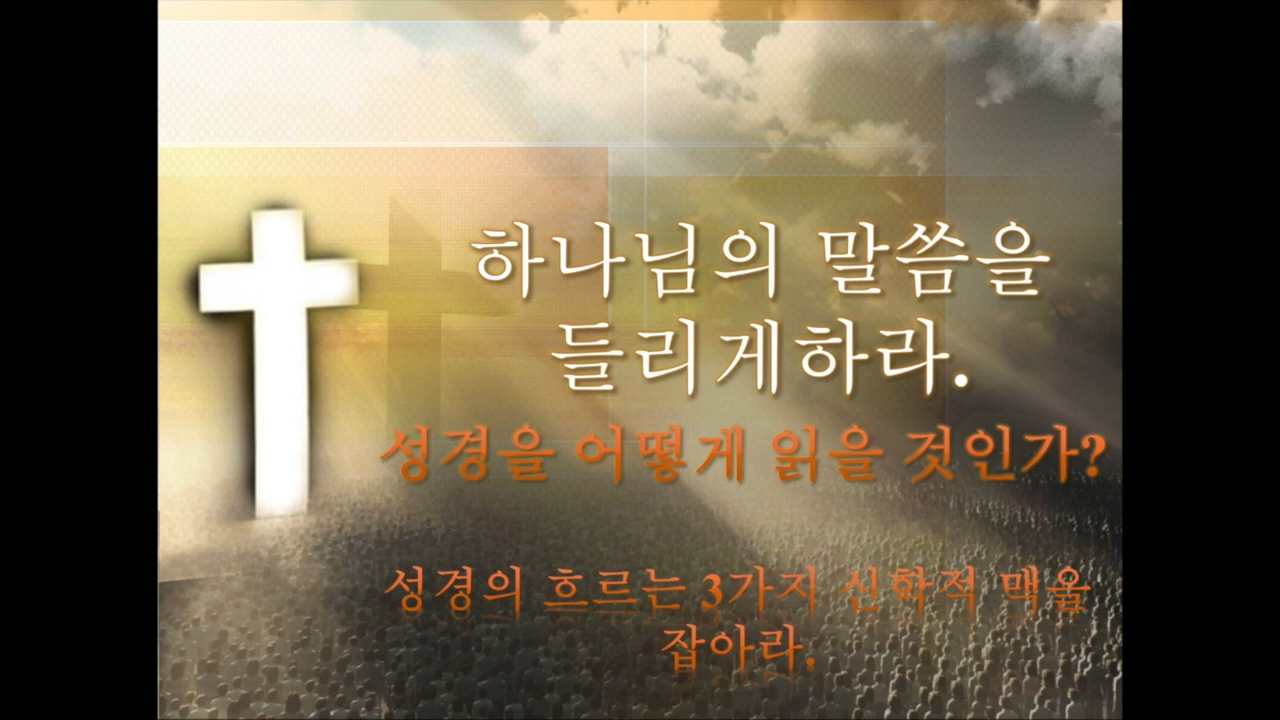 하나님의 말씀을
들리게하라.
성경을 어떻게 읽을 것인가?
성경의 흐르는 3가지 신학적 맥을
잡아라.